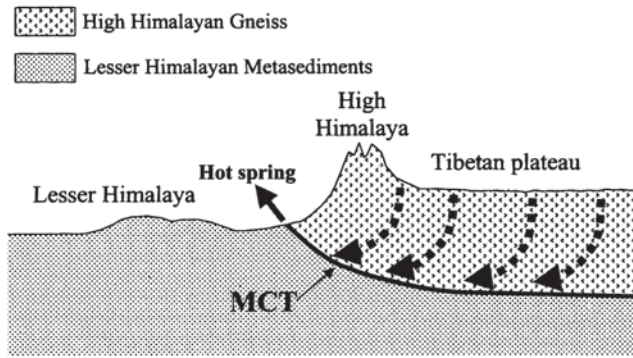 High Himalayan Gneiss
Lesser Himalayan Metasediments
High
Himalaya
Hot spring
Tibetan plateau
Lesser Himalaya
MCT